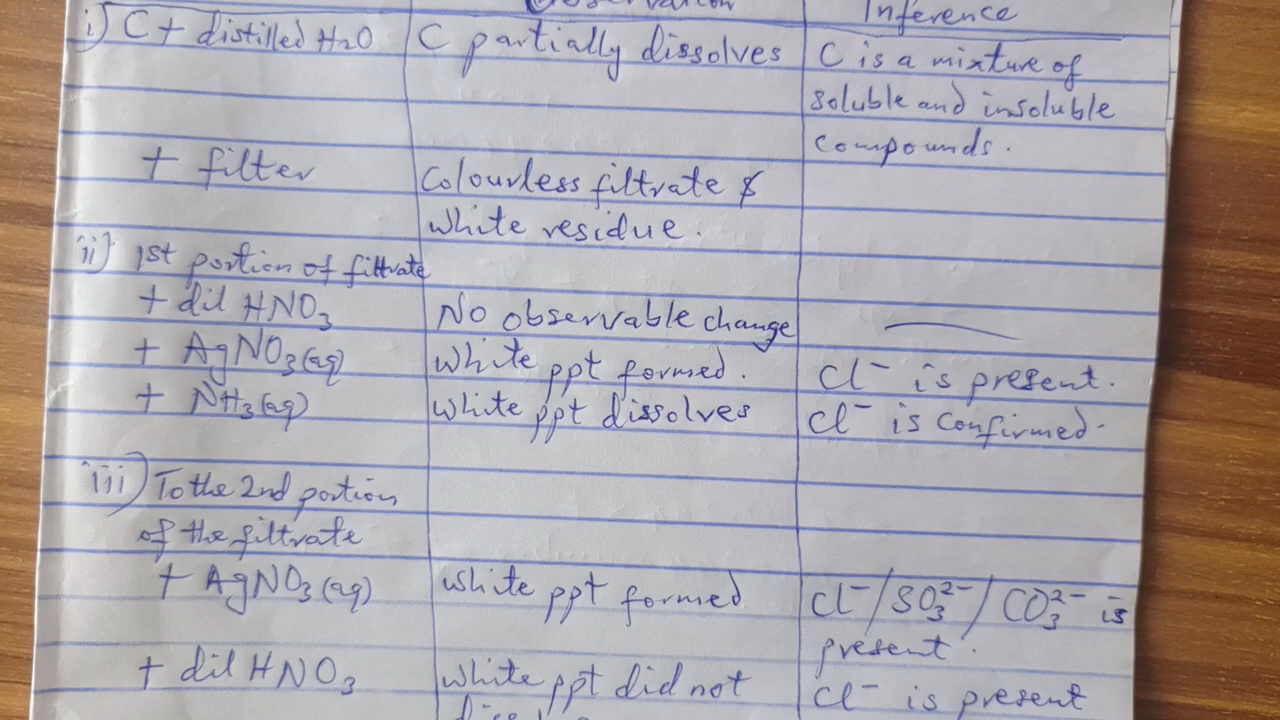 Observation Inference
i) C + distilled H2O C partially dissolves C is a mixture of
soluble and insoluble
compounds.
+ filter Colourless filtrate &
white residue.
ii) 1st portion of filtrate
+ dil HNO3 No observable change —
+ AgNO3(aq) white ppt formed. Cl⁻ is present.
+ NH3(aq) white ppt dissolves Cl⁻ is confirmed.
iii) To the 2nd portion
of the filtrate
+ AgNO3(aq) white ppt formed Cl⁻/SO3²⁻/CO3²⁻ is
present.
+ dil HNO3 white ppt did not Cl⁻ is present